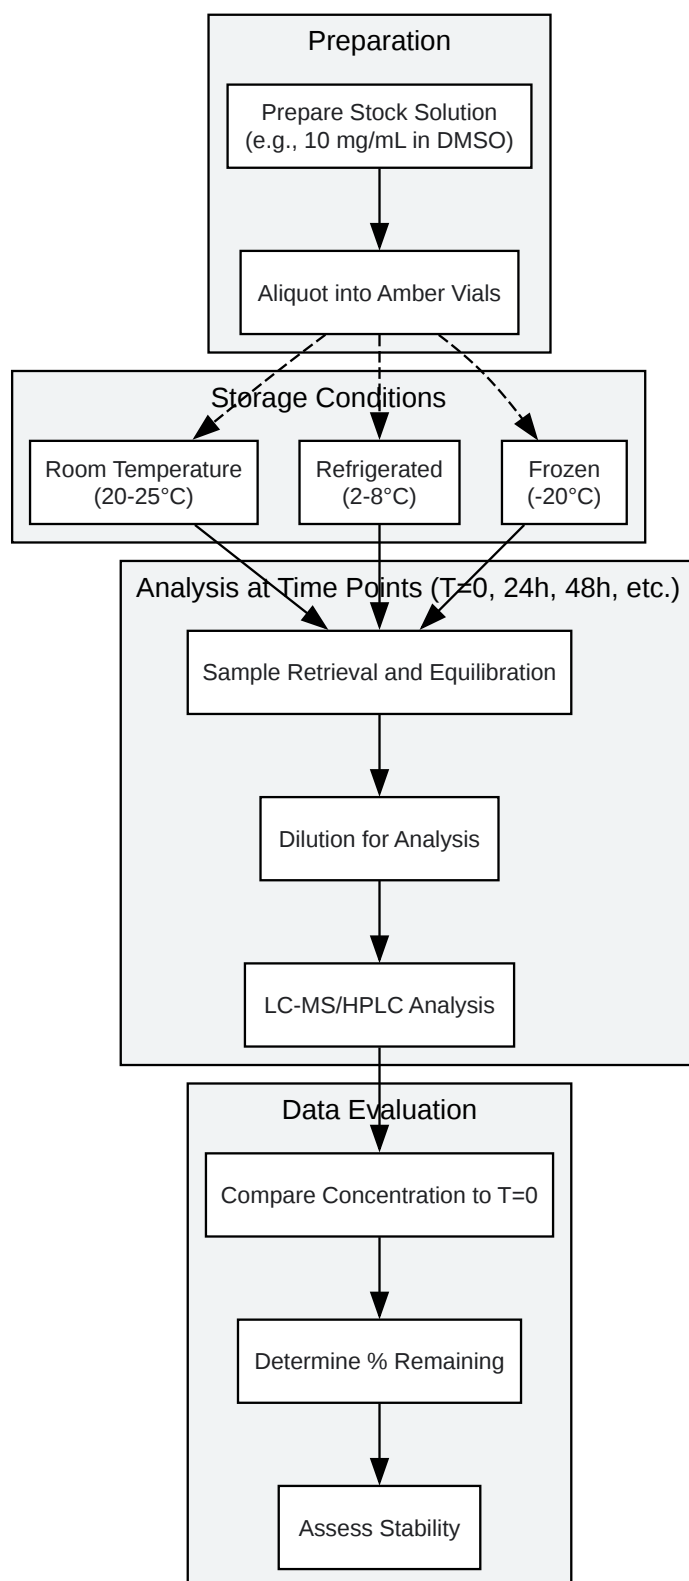 Preparation
Prepare Stock Solution
(e.g., 10 mg/mL in DMSO)
Aliquot into Amber Vials
Storage Conditions
Room Temperature
(20-25°C)
Refrigerated
(2-8°C)
Frozen
(-20°C)
Analysis at Time Points (T=0, 24h, 48h, etc.)
Sample Retrieval and Equilibration
Dilution for Analysis
LC-MS/HPLC Analysis
Data Evaluation
Compare Concentration to T=0
Determine % Remaining
Assess Stability